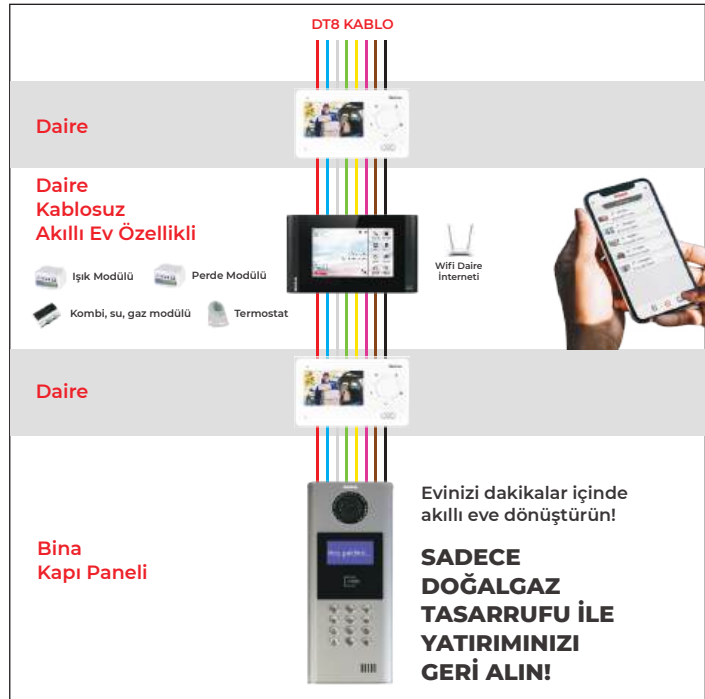 DT8 KABLO
Daire
Daire
Kablosuz
Akıllı Ev Özellikli
Işık Modülü
Perde Modülü
Kombi, su, gaz modülü
Termostat
Wifi Daire
İnterneti
Daire
Bina
Kapı Paneli
Evinizi dakikalar içinde
akıllı eve dönüştürün!
SADECE
DOĞALGAZ
TASARRUFU İLE
YATIRIMINIZI
GERİ ALIN!